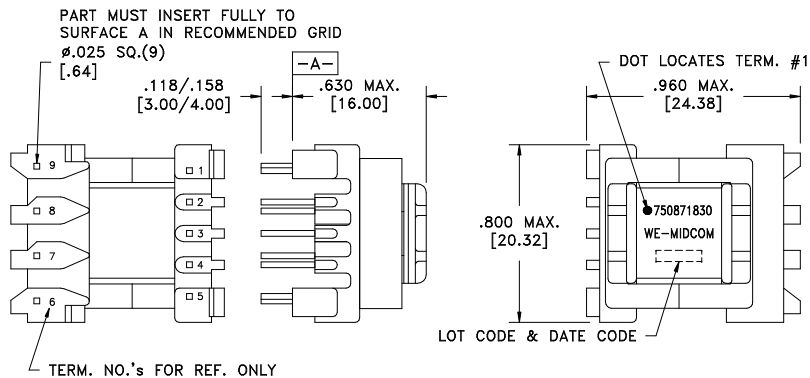 PART MUST INSERT FULLY TO
SURFACE A IN RECOMMENDED GRID
ø.025 SQ.(9)
[.64]
.118/.158
[3.00/4.00]
-A-
.630 MAX.
[16.00]
DOT LOCATES TERM. #1
.960 MAX.
[24.38]
9
1
2
8
3
7
4
6
5
.800 MAX.
[20.32]
750871830
WE-MIDCOM
LOT CODE & DATE CODE
TERM. NO.'s FOR REF. ONLY